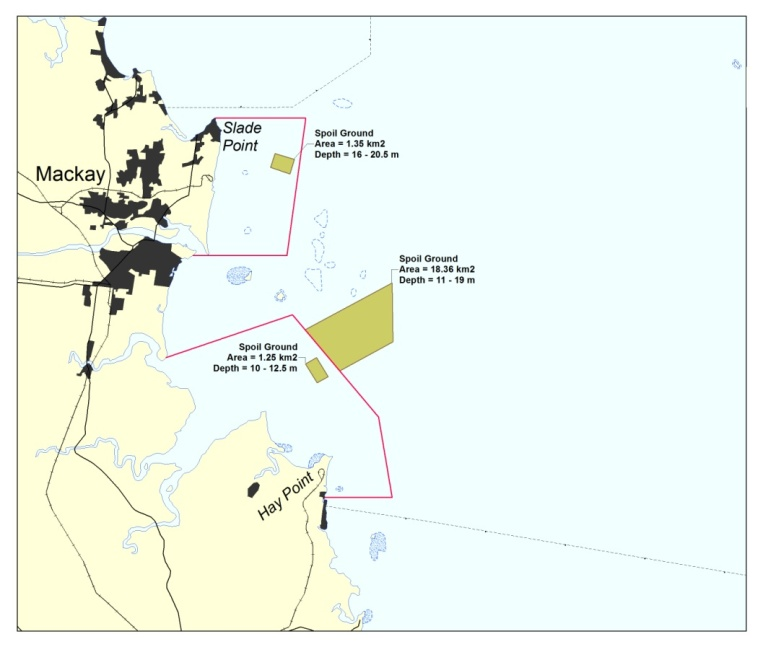 Slade
Point
Spoil Ground
Area = 1.35 km2
Depth = 16 - 20.5 m
Mackay
Spoil Ground
Area = 18.36 km2
Depth = 11 - 19 m
Spoil Ground
Area = 1.25 km2
Depth = 10 - 12.5 m
Hay Point